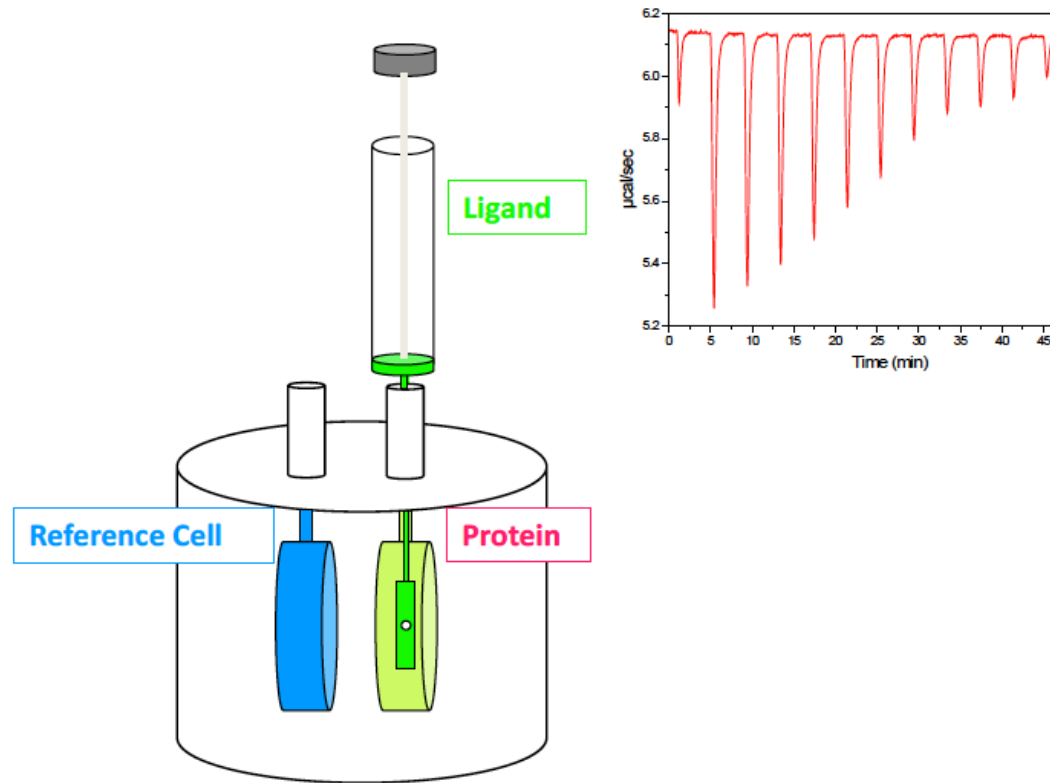 Ligand
Reference Cell
Protein
6.2
6.0
5.8
5.6
5.4
5.2
µcal/sec
0 5 10 15 20 25 30 35 40 45
Time (min)